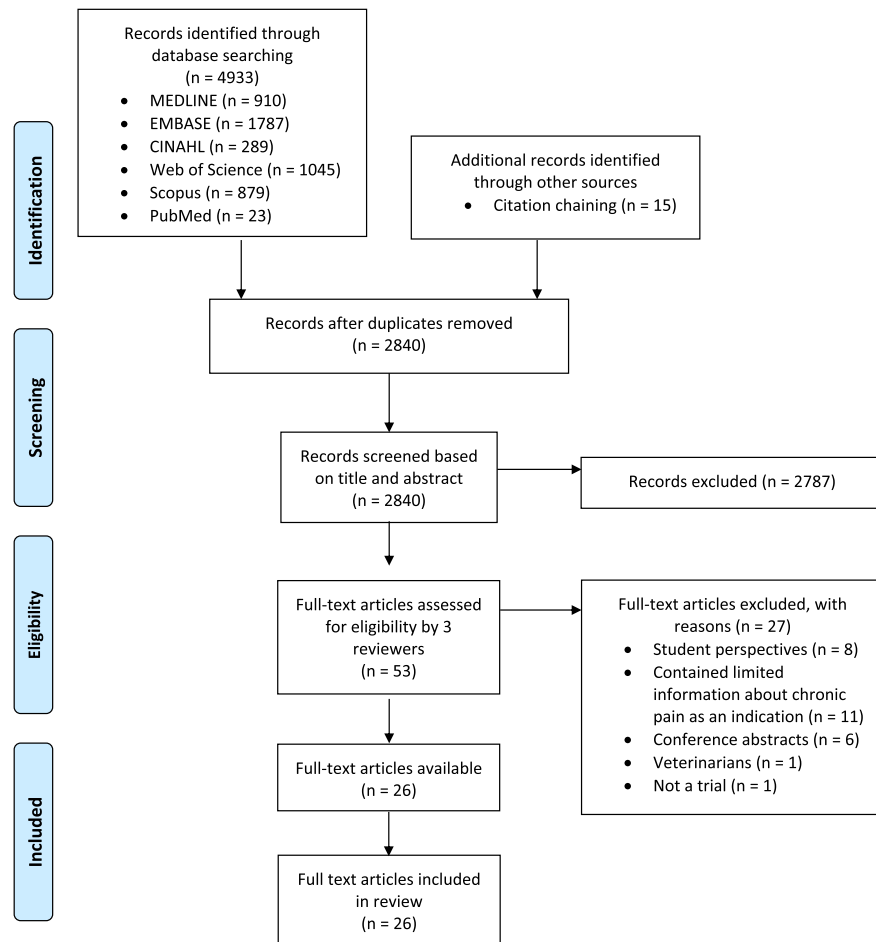 Records identified through
database searching
(n = 4933)
● MEDLINE (n = 910)
● EMBASE (n = 1787)
● CINAHL (n = 289)
● Web of Science (n = 1045)
● Scopus (n = 879)
● PubMed (n = 23)
Additional records identified
through other sources
● Citation chaining (n = 15)
Identification
Records after duplicates removed
(n = 2840)
Screening
Records screened based
on title and abstract
(n = 2840)
Records excluded (n = 2787)
Eligibility
Full-text articles assessed
for eligibility by 3
reviewers
(n = 53)
Full-text articles excluded, with
reasons (n = 27)
● Student perspectives (n = 8)
● Contained limited
information about chronic
pain as an indication (n = 11)
● Conference abstracts (n = 6)
● Veterinarians (n = 1)
● Not a trial (n = 1)
Included
Full-text articles available
(n = 26)
Full text articles included
in review
(n = 26)